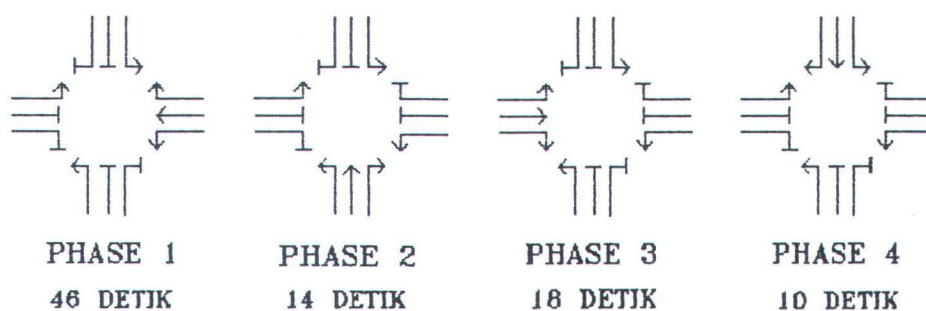 PHASE 1
46 DETIK
PHASE 2
14 DETIK
PHASE 3
18 DETIK
PHASE 4
10 DETIK